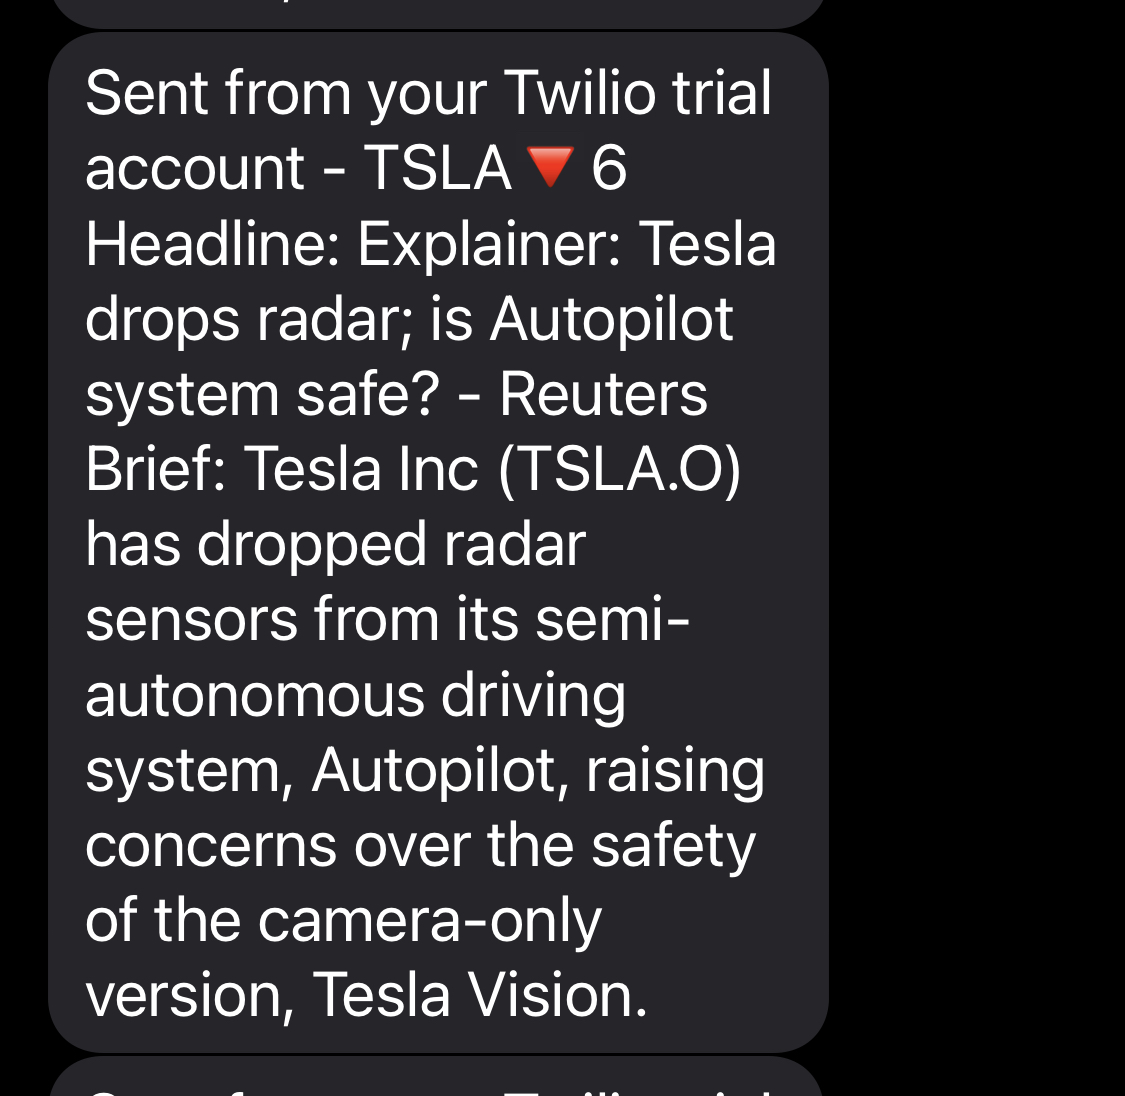 Sent from your Twilio trial
account - TSLA🔻6
Headline: Explainer: Tesla
drops radar; is Autopilot
system safe? - Reuters
Brief: Tesla Inc (TSLA.O)
has dropped radar
sensors from its semi-
autonomous driving
system, Autopilot, raising
concerns over the safety
of the camera-only
version, Tesla Vision.